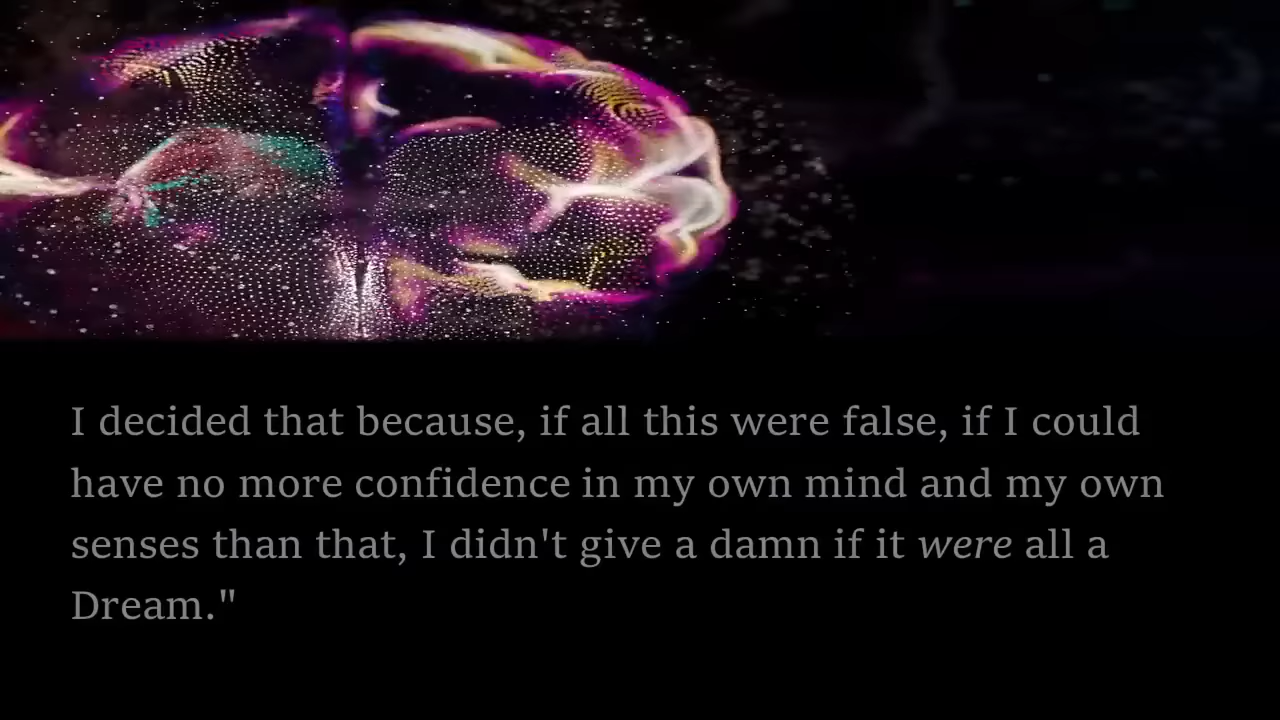 I decided that because, if all this were false, if I could
have no more confidence in my own mind and my own
senses than that, I didn't give a damn if it were all a
Dream."